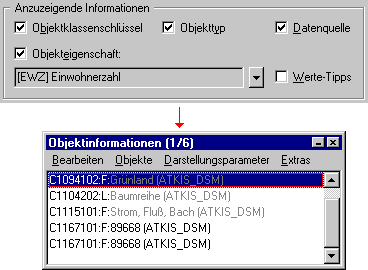 Anzuzeigende Informationen
Objektklassenschlüssel Objekttyp Datenquelle
Objekteigenschaft:
[EWZ] Einwohnerzahl Werte-Tipps
Objektinformationen (1/6)
Bearbeiten Objekte Darstellungsparameter Extras
C1094102:F:Grünland (ATKIS_DSM)
C1104202:L:Baumreihe (ATKIS_DSM)
C1115101:F:Strom, Fluß, Bach (ATKIS_DSM)
C1167101:F:89668 (ATKIS_DSM)
C1167101:F:89668 (ATKIS_DSM)